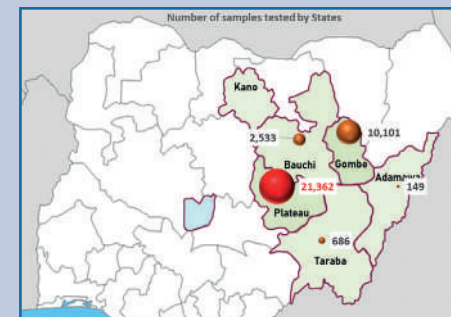 Number of samples tested by States
Kano
2,533
10,101
Bauchi
Gombe
Adamawa
149
21,362
Plateau
686
Taraba